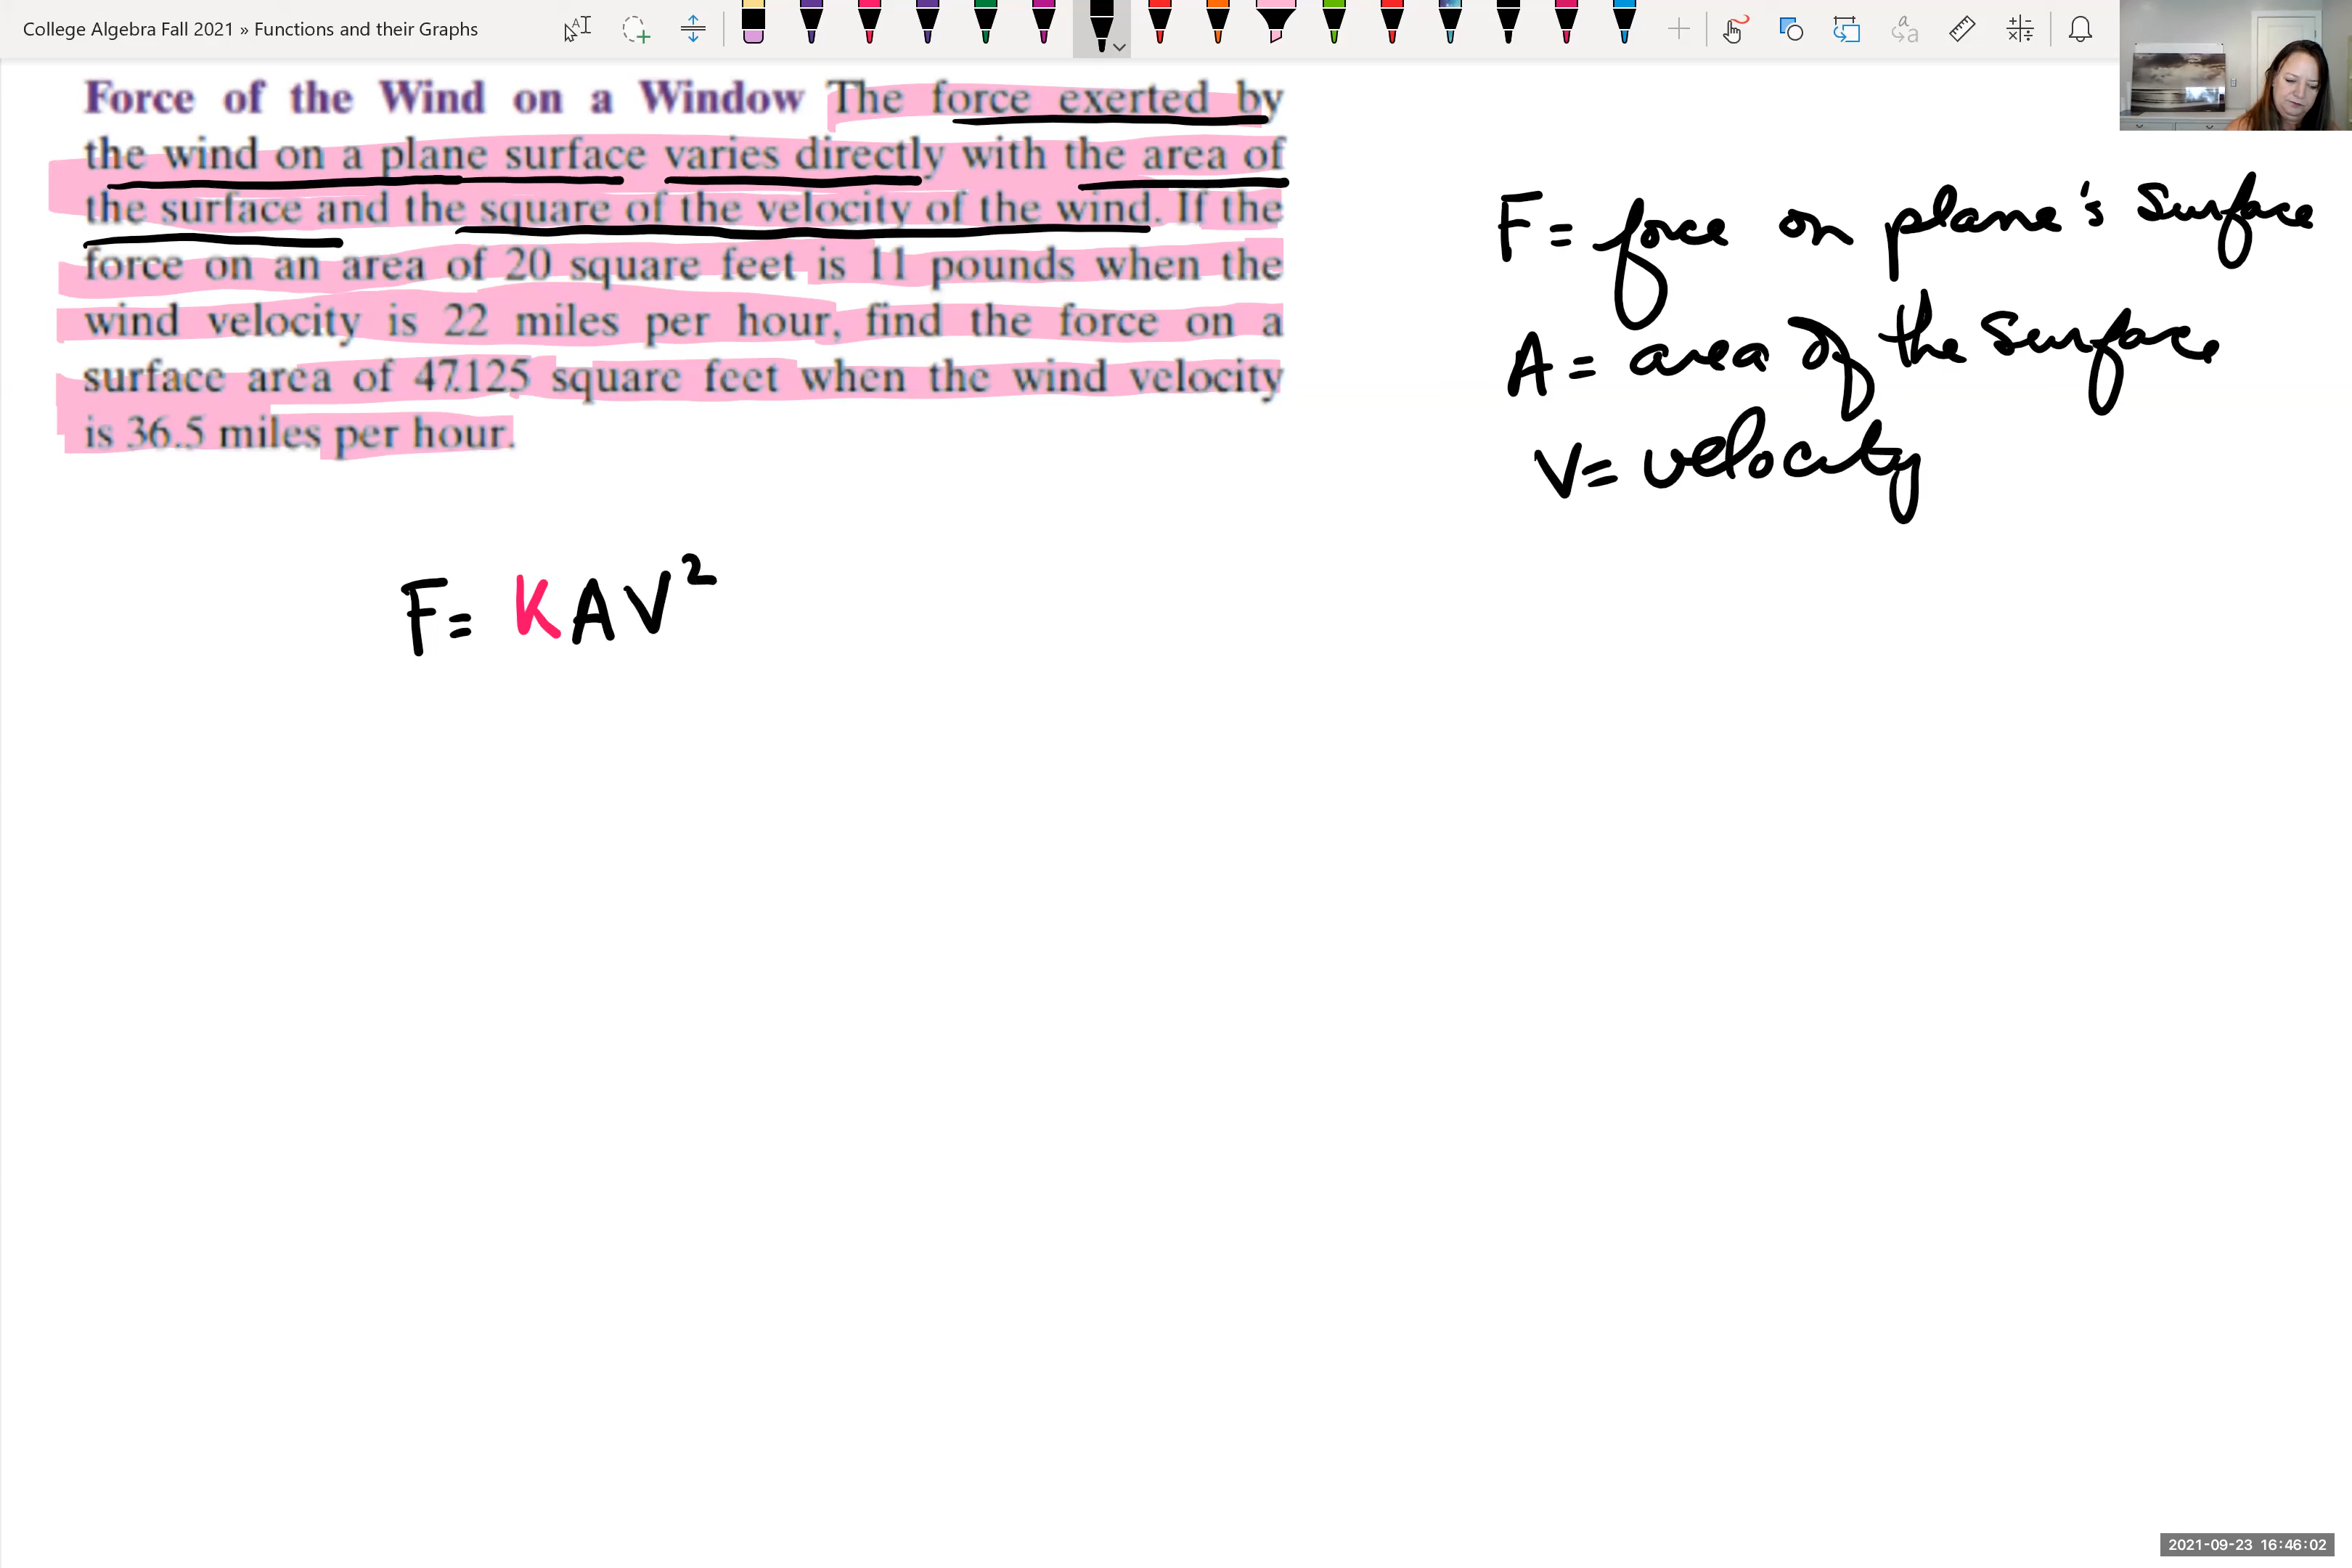 College Algebra Fall 2021 » Functions and their Graphs
Force of the Wind on a Window The force exerted by
the wind on a plane surface varies directly with the area of
the surface and the square of the velocity of the wind. If the
force on an area of 20 square feet is 11 pounds when the
wind velocity is 22 miles per hour, find the force on a
surface area of 47.125 square feet when the wind velocity
is 36.5 miles per hour.
F = force on plane's surface
A = area of the surface
V = velocity
F = KAV²
2021-09-23 16:46:02